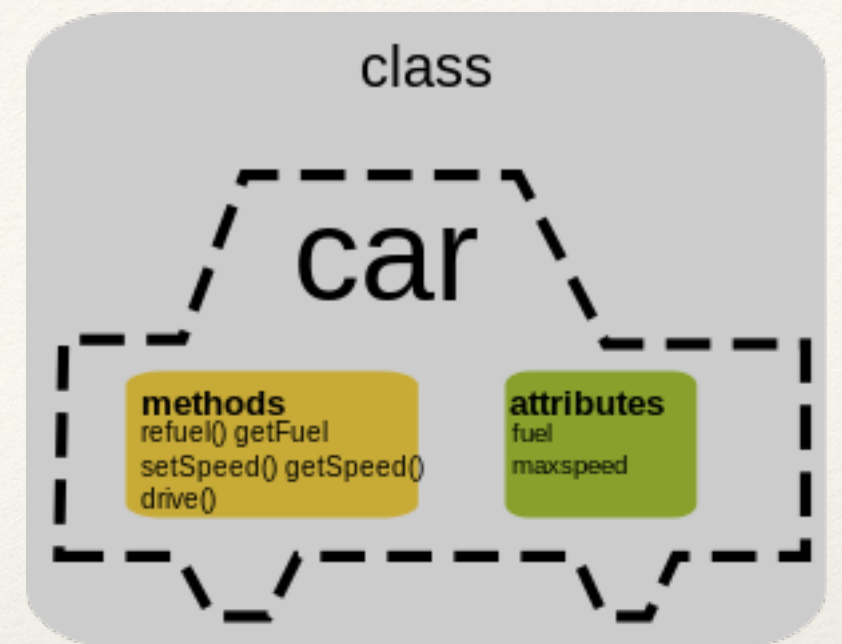 class
car
methods
refuel() getFuel
setSpeed() getSpeed()
drive()
attributes
fuel
maxspeed